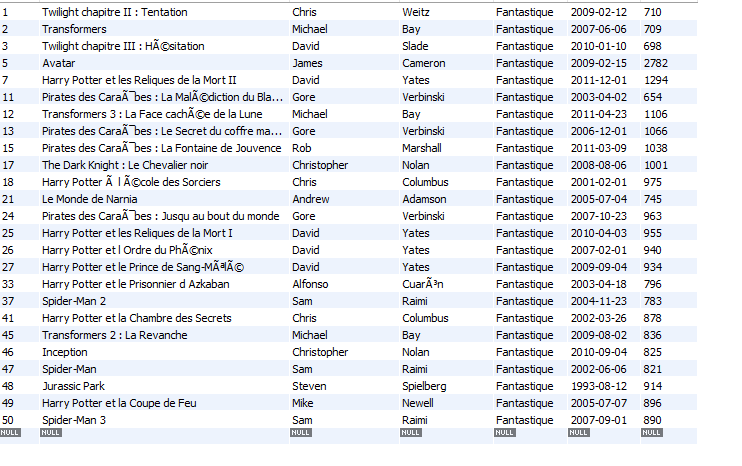 1 Twilight chapitre II : Tentation Chris Weitz Fantastique 2009-02-12 710
2 Transformers Michael Bay Fantastique 2007-06-06 709
3 Twilight chapitre III : HÃ©sitation David Slade Fantastique 2010-01-10 698
5 Avatar James Cameron Fantastique 2009-02-15 2782
7 Harry Potter et les Reliques de la Mort II David Yates Fantastique 2011-12-01 1294
11 Pirates des CaraÃ¯bes : La MalÃ©diction du Bla... Gore Verbinski Fantastique 2003-04-02 654
12 Transformers 3 : La Face cachÃ©e de la Lune Michael Bay Fantastique 2011-04-23 1106
13 Pirates des CaraÃ¯bes : Le Secret du coffre ma... Gore Verbinski Fantastique 2006-12-01 1066
15 Pirates des CaraÃ¯bes : La Fontaine de Jouvence Rob Marshall Fantastique 2011-03-09 1038
17 The Dark Knight : Le Chevalier noir Christopher Nolan Fantastique 2008-08-06 1001
18 Harry Potter Ã l Ã©cole des Sorciers Chris Columbus Fantastique 2001-02-01 975
21 Le Monde de Narnia Andrew Adamson Fantastique 2005-07-04 745
24 Pirates des CaraÃ¯bes : Jusqu au bout du monde Gore Verbinski Fantastique 2007-10-23 963
25 Harry Potter et les Reliques de la Mort I David Yates Fantastique 2010-04-03 955
26 Harry Potter et l Ordre du PhÃ©nix David Yates Fantastique 2007-02-01 940
27 Harry Potter et le Prince de Sang-MÃªlÃ© David Yates Fantastique 2009-09-04 934
33 Harry Potter et le Prisonnier d Azkaban Alfonso CuarÃ³n Fantastique 2003-04-18 796
37 Spider-Man 2 Sam Raimi Fantastique 2004-11-23 783
41 Harry Potter et la Chambre des Secrets Chris Columbus Fantastique 2002-03-26 878
45 Transformers 2 : La Revanche Michael Bay Fantastique 2009-08-02 836
46 Inception Christopher Nolan Fantastique 2010-09-04 825
47 Spider-Man Sam Raimi Fantastique 2002-06-06 821
48 Jurassic Park Steven Spielberg Fantastique 1993-08-12 914
49 Harry Potter et la Coupe de Feu Mike Newell Fantastique 2005-07-07 896
50 Spider-Man 3 Sam Raimi Fantastique 2007-09-01 890
NULL NULL NULL NULL NULL NULL NULL